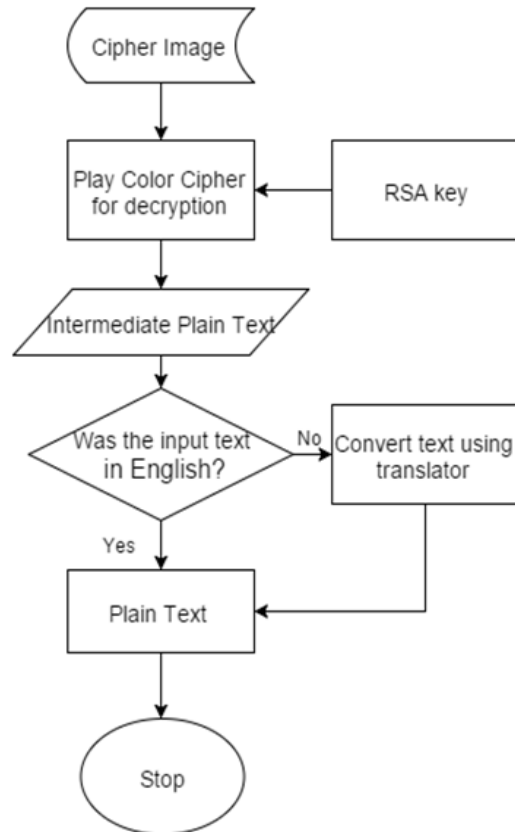 Cipher Image
Play Color Cipher
for decryption
RSA key
Intermediate Plain Text
Was the input text
in English?
No
Convert text using
translator
Yes
Plain Text
Stop